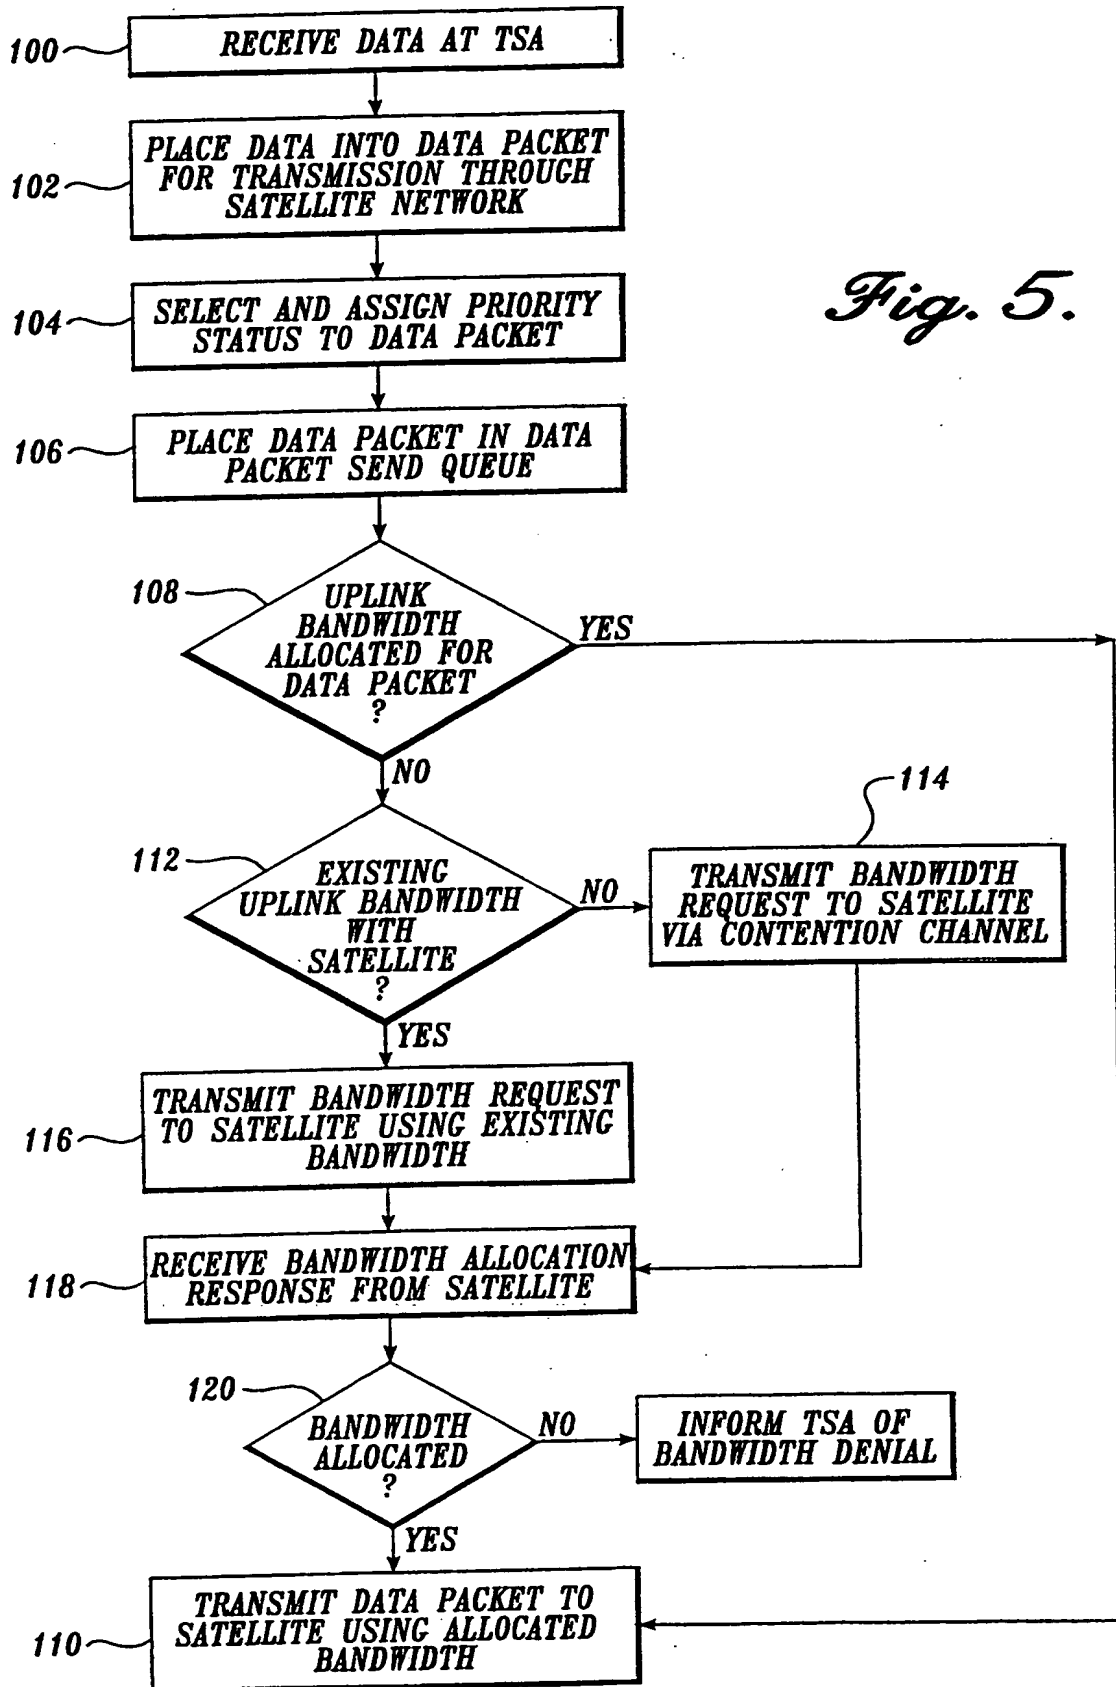 100
RECEIVE DATA AT TSA
102
PLACE DATA INTO DATA PACKET
FOR TRANSMISSION THROUGH
SATELLITE NETWORK
104
SELECT AND ASSIGN PRIORITY
STATUS TO DATA PACKET
Fig. 5.
106
PLACE DATA PACKET IN DATA
PACKET SEND QUEUE
108
UPLINK
BANDWIDTH
ALLOCATED FOR
DATA PACKET
?
YES
NO
112
EXISTING
UPLINK BANDWIDTH
WITH
SATELLITE
?
NO
114
TRANSMIT BANDWIDTH
REQUEST TO SATELLITE
VIA CONTENTION CHANNEL
YES
116
TRANSMIT BANDWIDTH REQUEST
TO SATELLITE USING EXISTING
BANDWIDTH
118
RECEIVE BANDWIDTH ALLOCATION
RESPONSE FROM SATELLITE
120
BANDWIDTH
ALLOCATED
?
NO
INFORM TSA OF
BANDWIDTH DENIAL
YES
110
TRANSMIT DATA PACKET TO
SATELLITE USING ALLOCATED
BANDWIDTH